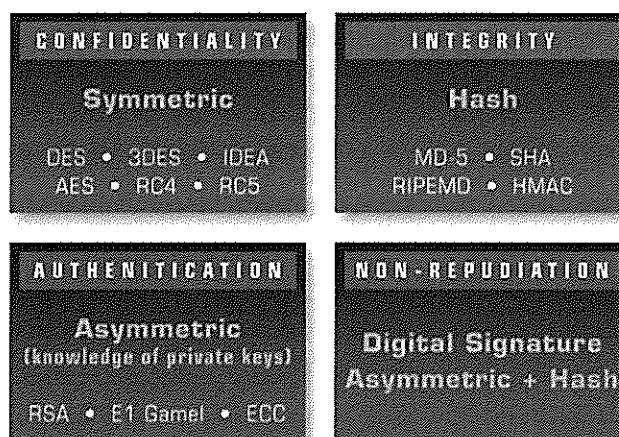 CONFIDENTIALITY
Symmetric
DES • 3DES • IDEA
AES • RC4 • RC5
INTEGRITY
Hash
MD-5 • SHA
RIPEMD • HMAC
AUTHENITICATION
Asymmetric
(knowledge of private keys)
RSA • E1 Gamel • ECC
NON-REPUDIATION
Digital Signature
Asymmetric + Hash